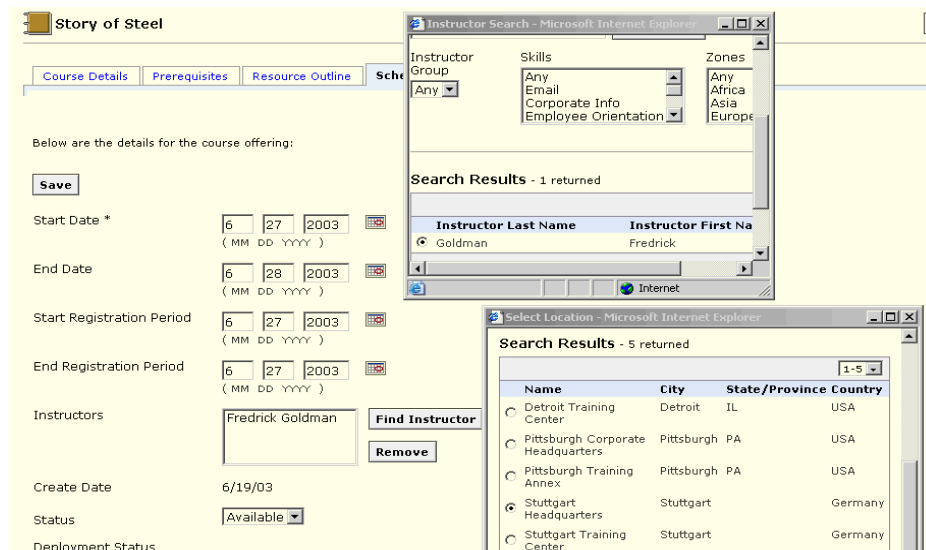 Story of Steel
Course Details Prerequisites Resource Outline Sche
Below are the details for the course offering:
Save
Start Date * 6 27 2003
( MM DD YYYY )
End Date 6 28 2003
( MM DD YYYY )
Start Registration Period 6 27 2003
( MM DD YYYY )
End Registration Period 6 27 2003
( MM DD YYYY )
Instructors Fredrick Goldman Find Instructor
Remove
Create Date 6/19/03
Status Available
Deployment Status
Instructor Search - Microsoft Internet Explorer
Instructor Group Skills Zones
Any Any Any
Email Africa
Corporate Info Asia
Employee Orientation Europe
Search Results - 1 returned
Instructor Last Name Instructor First Na
Goldman Fredrick
Internet
Select Location - Microsoft Internet Explorer
Search Results - 5 returned
1-5
Name City State/Province Country
Detroit Training Detroit IL USA
Center
Pittsburgh Corporate Pittsburgh PA USA
Headquarters
Pittsburgh Training Pittsburgh PA USA
Annex
Stuttgart Stuttgart Germany
Headquarters
Stuttgart Training Stuttgart Germany
Center